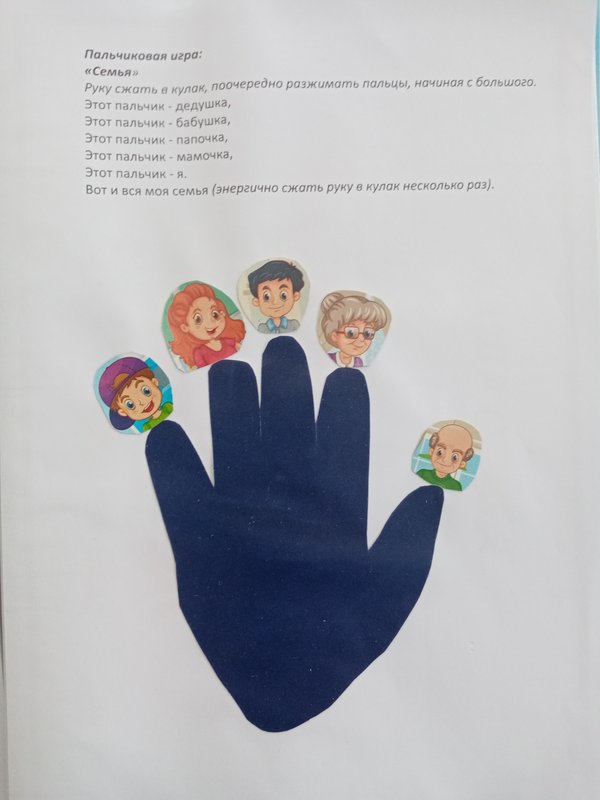 Пальчиковая игра:
«Семья»
Руку сжать в кулак, поочередно разжимать пальцы, начиная с большого.
Этот пальчик - дедушка,
Этот пальчик - бабушка,
Этот пальчик - папочка,
Этот пальчик - мамочка,
Этот пальчик - я.
Вот и вся моя семья (энергично сжать руку в кулак несколько раз).